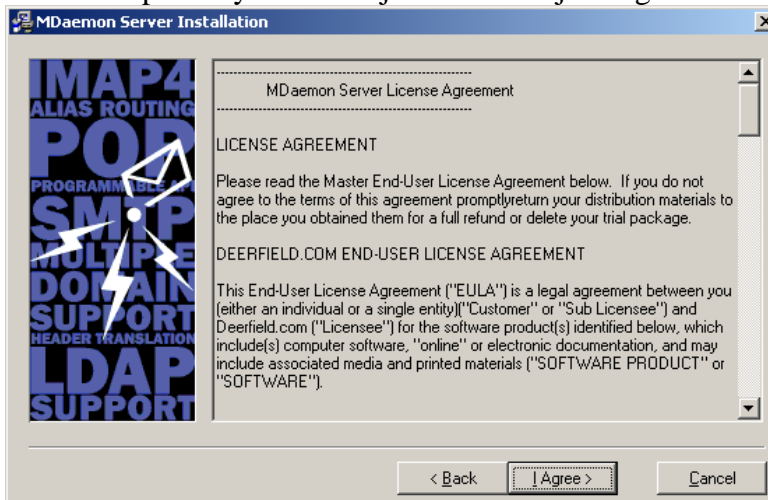 MDaemon Server Installation
IMAP4
ALIAS ROUTING
POP
PROGRAMMABLE API
SMTP
MULTIPLE
DOMAIN
SUPPORT
HEADER TRANSLATION
LDAP
SUPPORT
--------------------------------------------------------
MDaemon Server License Agreement
--------------------------------------------------------
LICENSE AGREEMENT
Please read the Master End-User License Agreement below.  If you do not
agree to the terms of this agreement promptlyreturn your distribution materials to
the place you obtained them for a full refund or delete your trial package.
DEERFIELD.COM END-USER LICENSE AGREEMENT
This End-User License Agreement ("EULA") is a legal agreement between you
(either an individual or a single entity)("Customer" or "Sub Licensee") and
Deerfield.com ("Licensee") for the software product(s) identified below, which
include(s) computer software, "online" or electronic documentation, and may
include associated media and printed materials ("SOFTWARE PRODUCT" or
"SOFTWARE").
< Back
I Agree >
Cancel